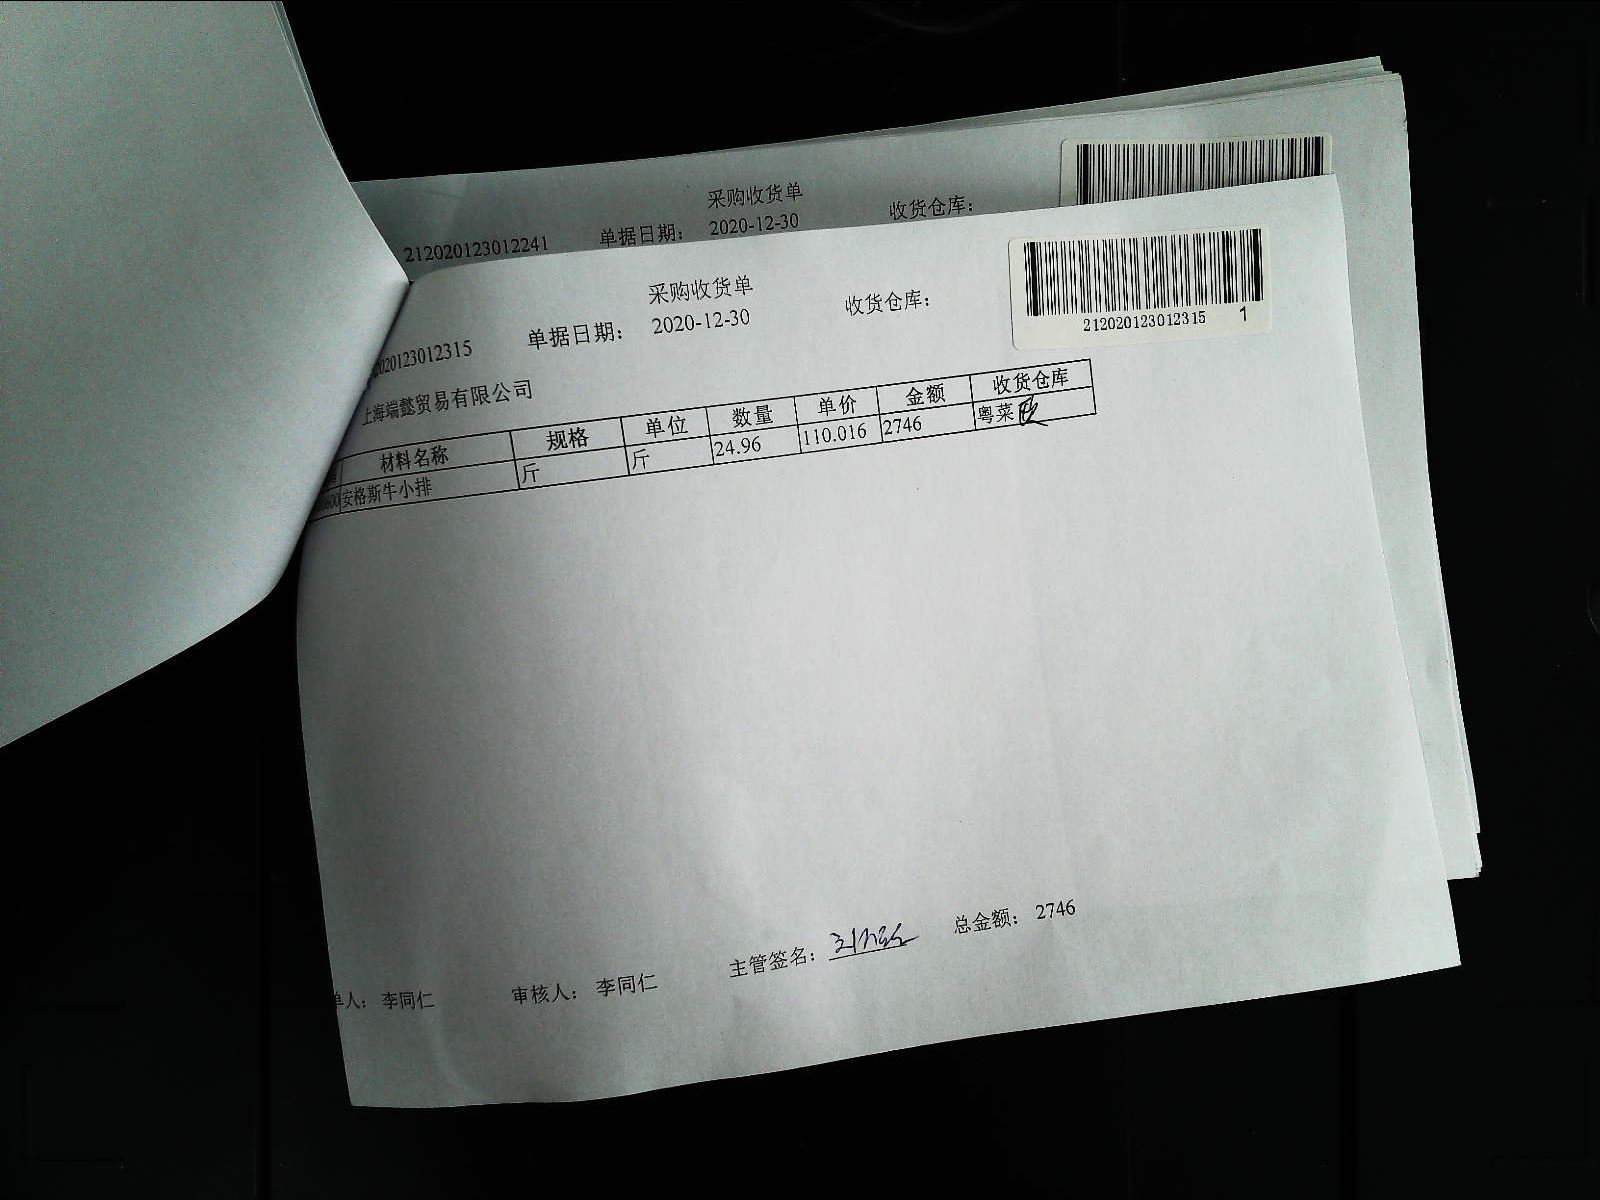 采购收货单
212020123012241 单据日期： 2020-12-30 收货仓库：
采购收货单
2020123012315 单据日期： 2020-12-30 收货仓库：
212020123012315 1
上海端懿贸易有限公司
材料名称 规格 单位 数量 单价 金额 收货仓库
安格斯牛小排 斤 斤 24.96 110.016 2746 粤菜
主管签名： 总金额： 2746
单人： 李同仁 审核人： 李同仁